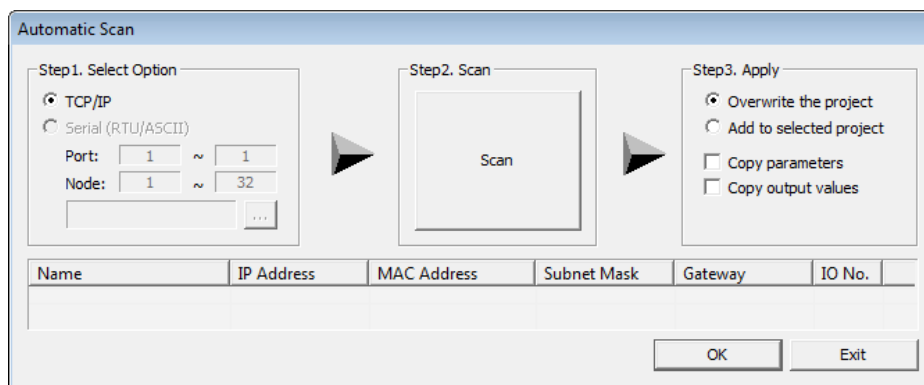 Automatic Scan
Step1. Select Option
TCP/IP
Serial (RTU/ASCII)
Port: 1 ~ 1
Node: 1 ~ 32
...
Step2. Scan
Scan
Step3. Apply
Overwrite the project
Add to selected project
Copy parameters
Copy output values
Name IP Address MAC Address Subnet Mask Gateway IO No.
OK Exit